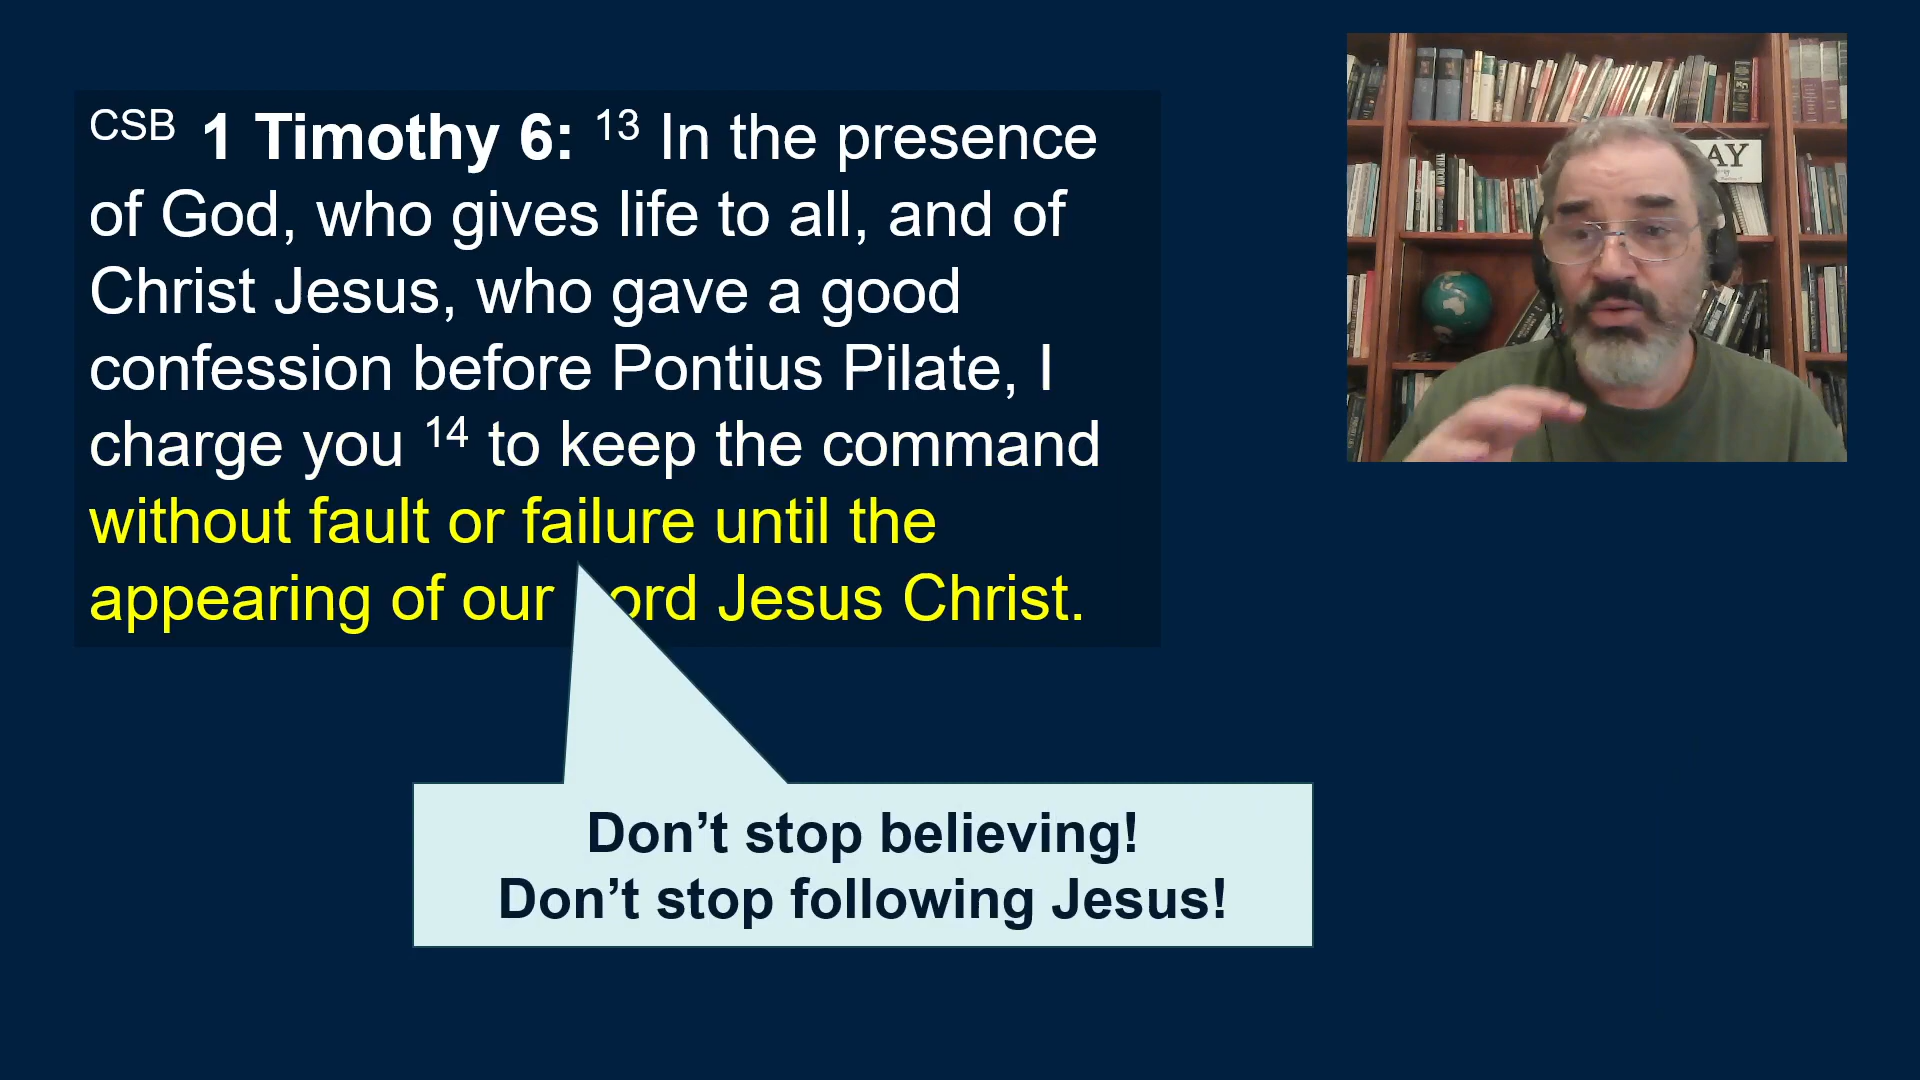 CSB 1 Timothy 6: 13 In the presence
of God, who gives life to all, and of
Christ Jesus, who gave a good
confession before Pontius Pilate, I
charge you 14 to keep the command
without fault or failure until the
appearing of our ord Jesus Christ.
Don’t stop believing!
Don’t stop following Jesus!
AY